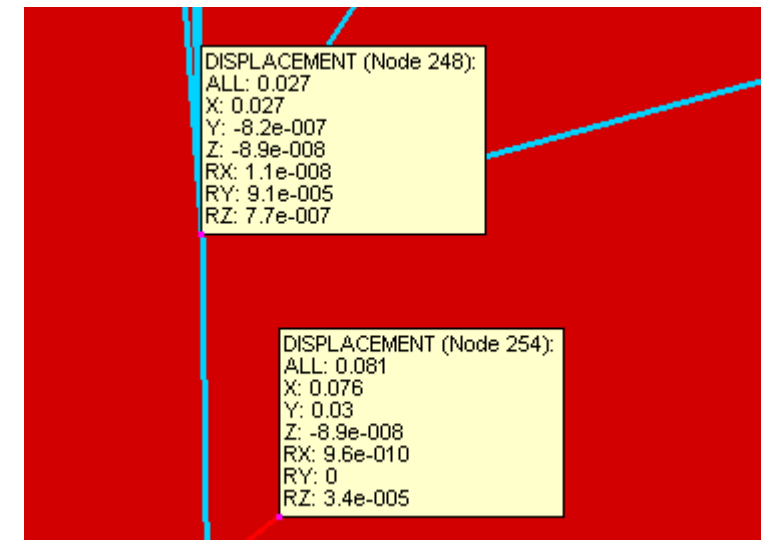 DISPLACEMENT (Node 248):
ALL: 0.027
X: 0.027
Y: -8.2e-007
Z: -8.9e-008
RX: 1.1e-008
RY: 9.1e-005
RZ: 7.7e-007
DISPLACEMENT (Node 254):
ALL: 0.081
X: 0.076
Y: 0.03
Z: -8.9e-008
RX: 9.6e-010
RY: 0
RZ: 3.4e-005